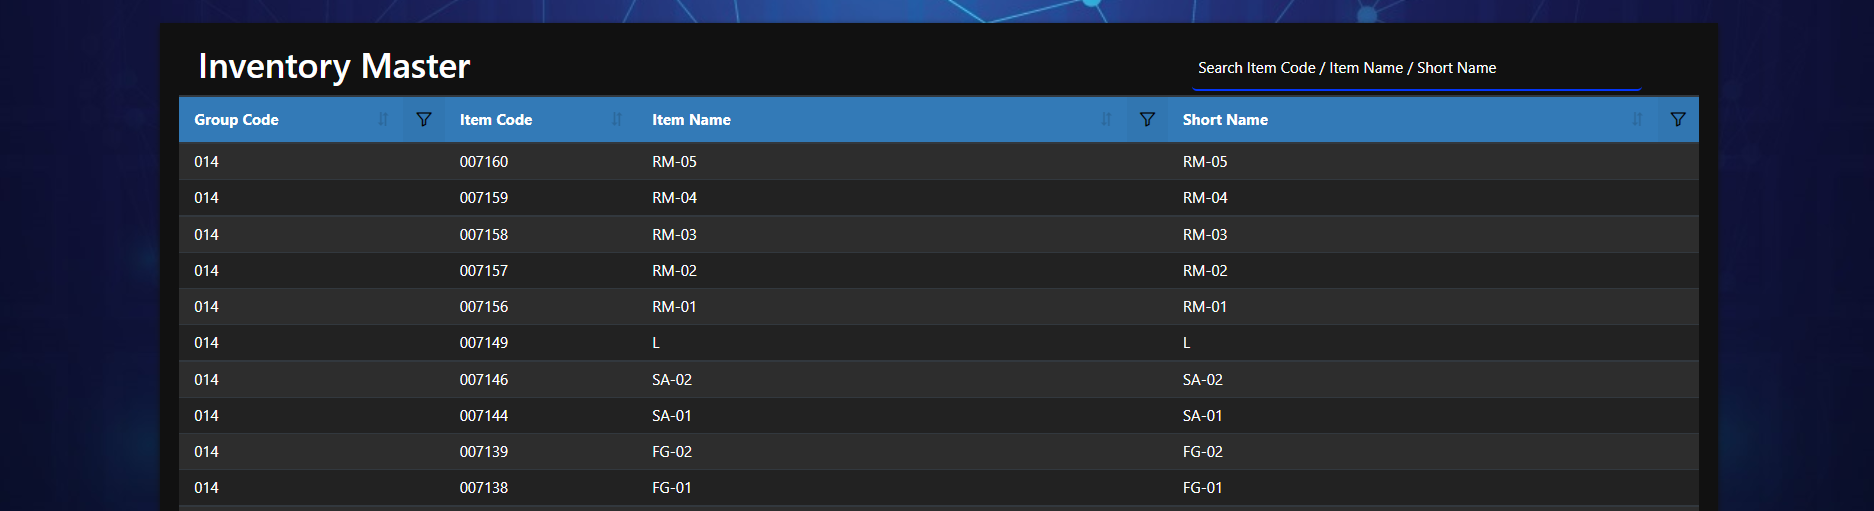 Inventory Master
Search Item Code / Item Name / Short Name
Group Code Item Code Item Name Short Name
014 007160 RM-05 RM-05
014 007159 RM-04 RM-04
014 007158 RM-03 RM-03
014 007157 RM-02 RM-02
014 007156 RM-01 RM-01
014 007149 L L
014 007146 SA-02 SA-02
014 007144 SA-01 SA-01
014 007139 FG-02 FG-02
014 007138 FG-01 FG-01